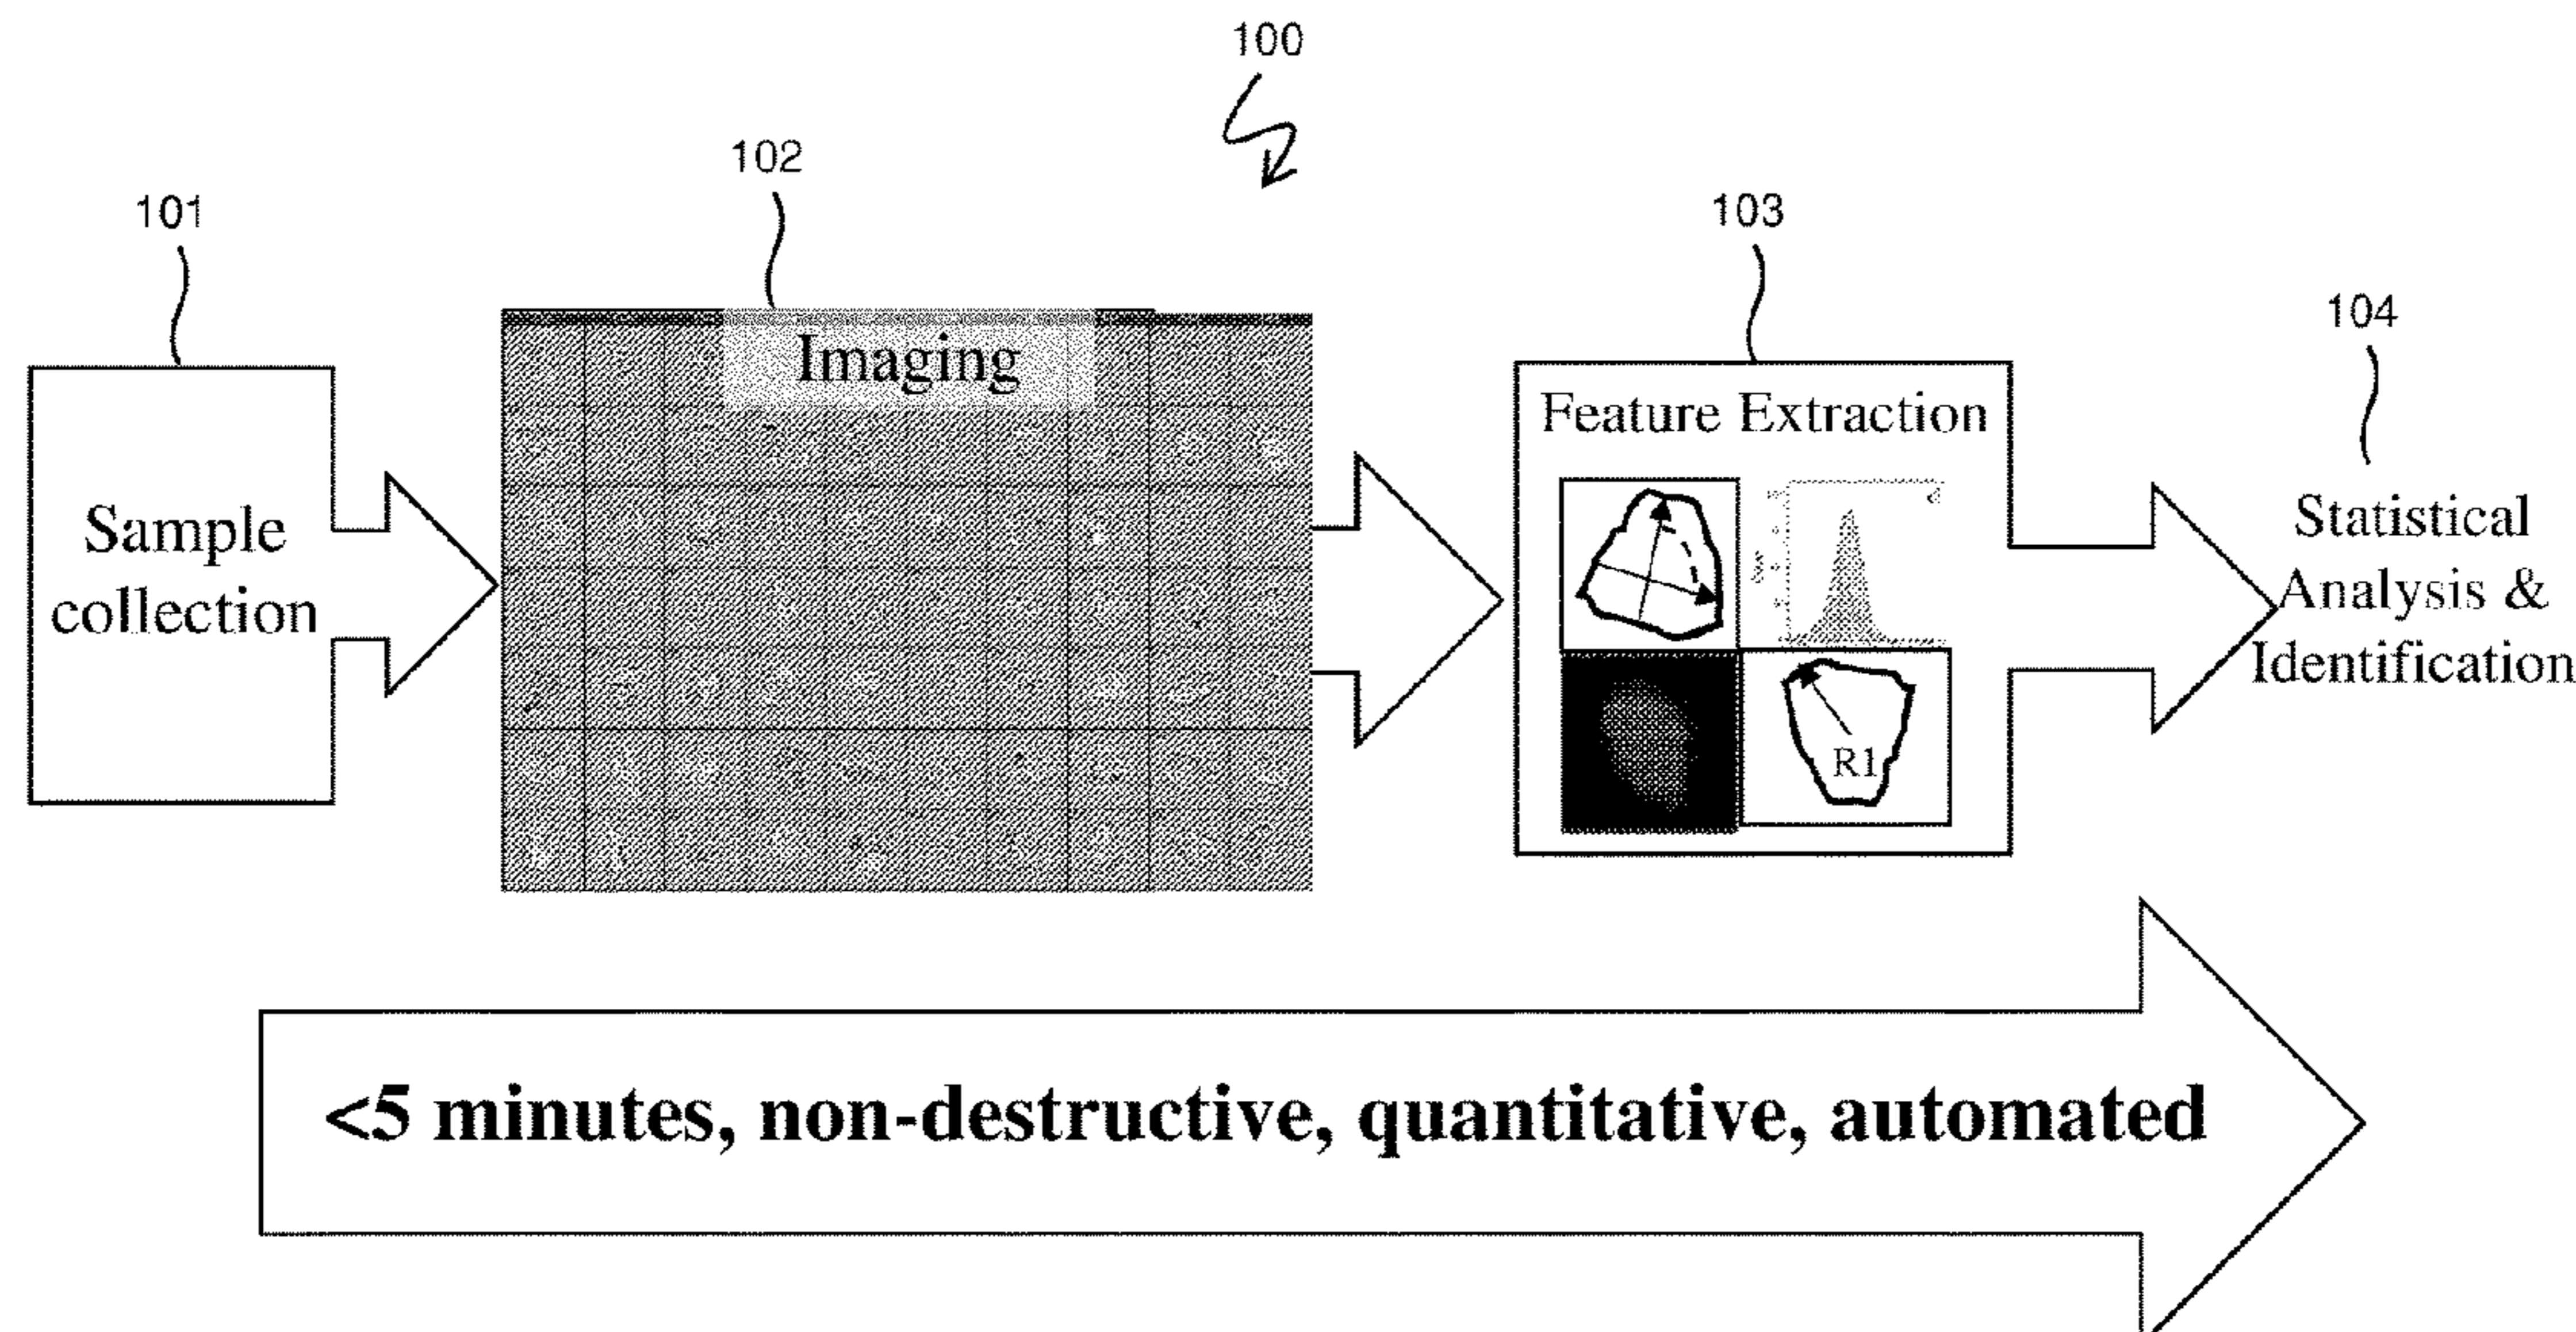 100
102
101
103
104
Imaging
Feature Extraction
Sample
collection
Statistical
Analysis &
Identification
R1
<5 minutes, non-destructive, quantitative, automated